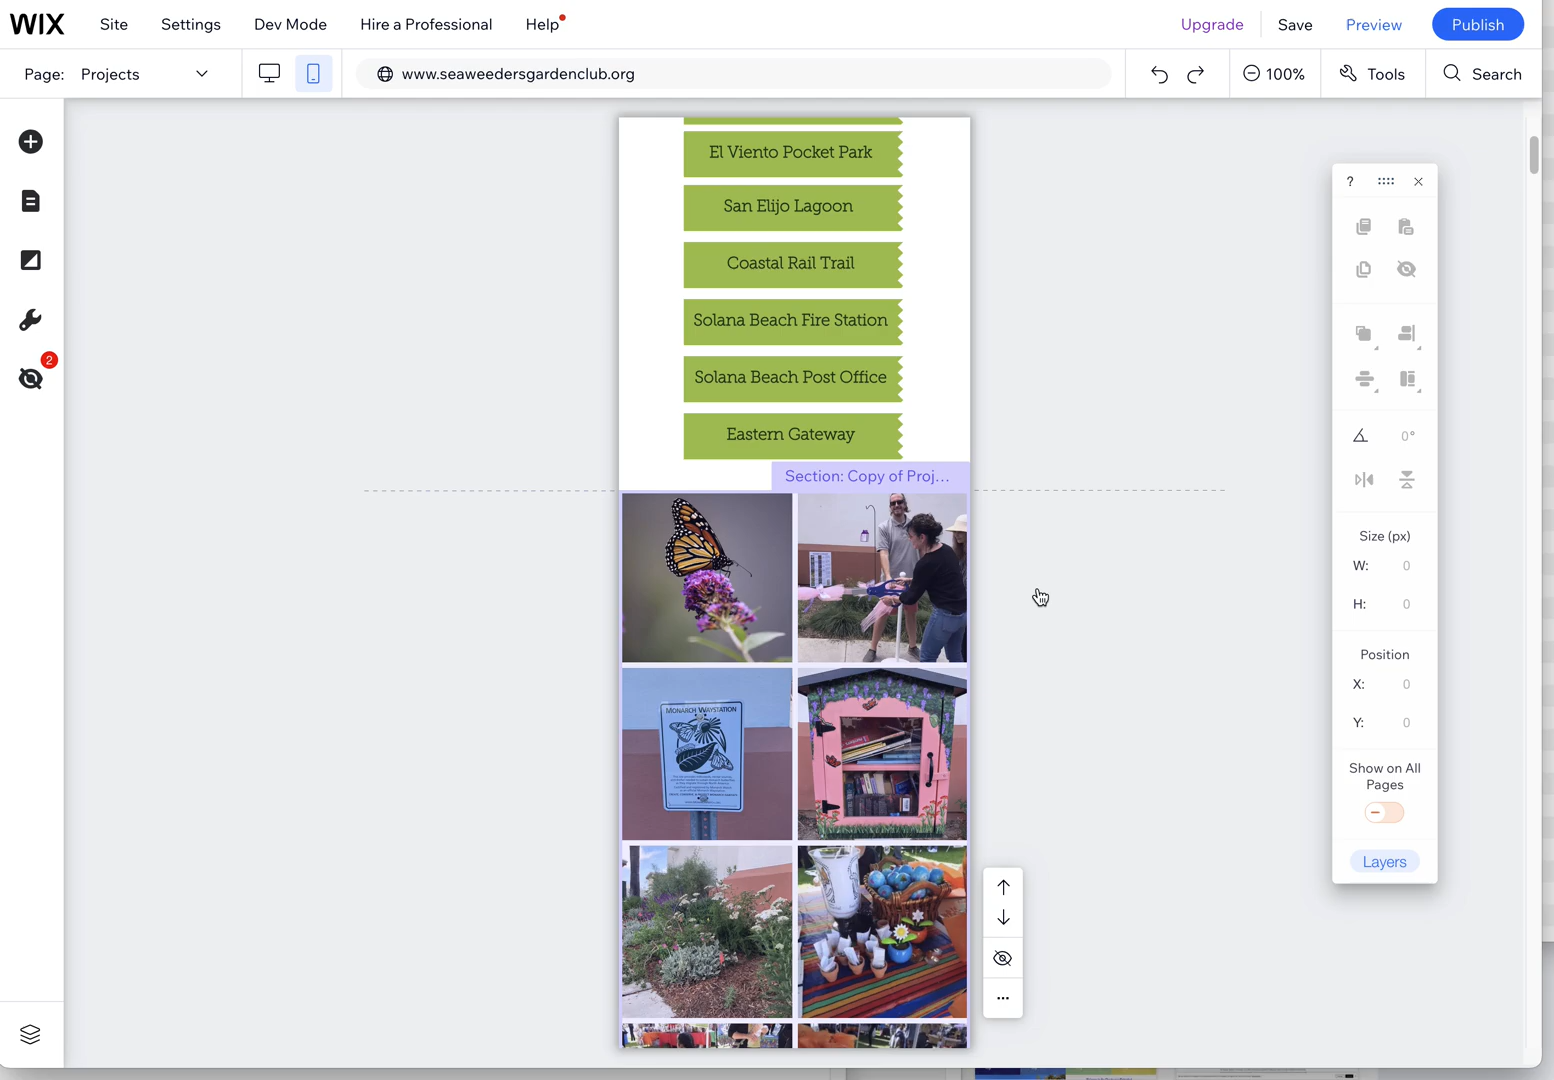 WIX
Site
Settings
Dev Mode
Hire a Professional
Help
Upgrade
Save
Preview
Publish
Page: Projects
www.seaweedersgardenclub.org
100%
Tools
Search
2
El Viento Pocket Park
San Elijo Lagoon
Coastal Rail Trail
Solana Beach Fire Station
Solana Beach Post Office
Eastern Gateway
Section: Copy of Proj...
MONARCH WAYSTATION
?
0°
Size (px)
W: 0
H: 0
Position
X: 0
Y: 0
Show on All
Pages
Layers